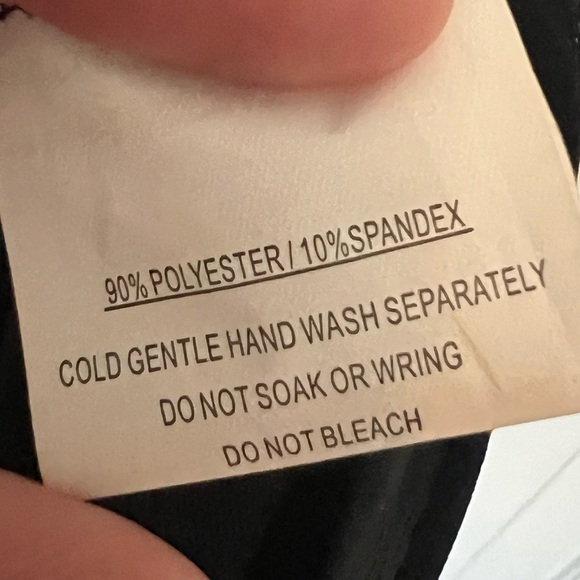 90% POLYESTER / 10% SPANDEX
COLD GENTLE HAND WASH SEPARATELY
DO NOT SOAK OR WRING
DO NOT BLEACH